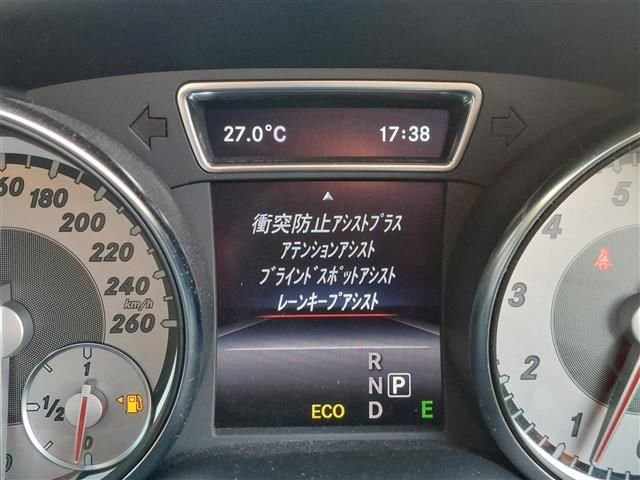 27.0°C 17:38
衝突防止ｱｼｽﾄﾌﾟﾗｽ
ｱﾃﾝｼｮﾝｱｼｽﾄ
ﾌﾞﾗｲﾝﾄﾞｽﾎﾟｯﾄｱｼｽﾄ
ﾚｰﾝｷｰﾌﾟｱｼｽﾄ
R
N P
ECO D E
60
180
200
220
240
km/h
260
1
1/2
0
5
4
3
2
1